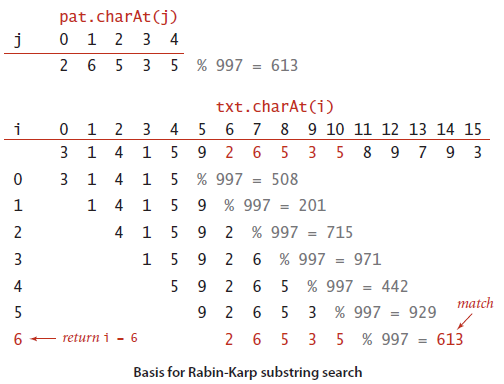 pat.charAt(j)
j 0 1 2 3 4
2 6 5 3 5 % 997 = 613
txt.charAt(i)
i 0 1 2 3 4 5 6 7 8 9 10 11 12 13 14 15
3 1 4 1 5 9 2 6 5 3 5 8 9 7 9 3
0 3 1 4 1 5 % 997 = 508
1 1 4 1 5 9 % 997 = 201
2 4 1 5 9 2 % 997 = 715
3 1 5 9 2 6 % 997 = 971
4 5 9 2 6 5 % 997 = 442
5 9 2 6 5 3 % 997 = 929
match
6 return i - 6 2 6 5 3 5 % 997 = 613
Basis for Rabin-Karp substring search